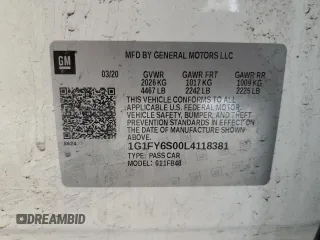 GM
MFD BY GENERAL MOTORS LLC
03/20 GVWR GAWR FRT GAWR RR
2026 KG 1017 KG 1009 KG
4467 LB 2242 LB 2225 LB
THIS VEHICLE CONFORMS TO ALL APPLICABLE
U.S. FEDERAL MOTOR
VEHICLE SAFETY, BUMPER, AND THEFT
PREVENTION STANDARDS IN EFFECT ON THE
DATE OF MANUFACTURE SHOWN ABOVE.
1G1FY6S00L4118381
TYPE: PASS CAR
MODEL: 011FB48
DREAMBID